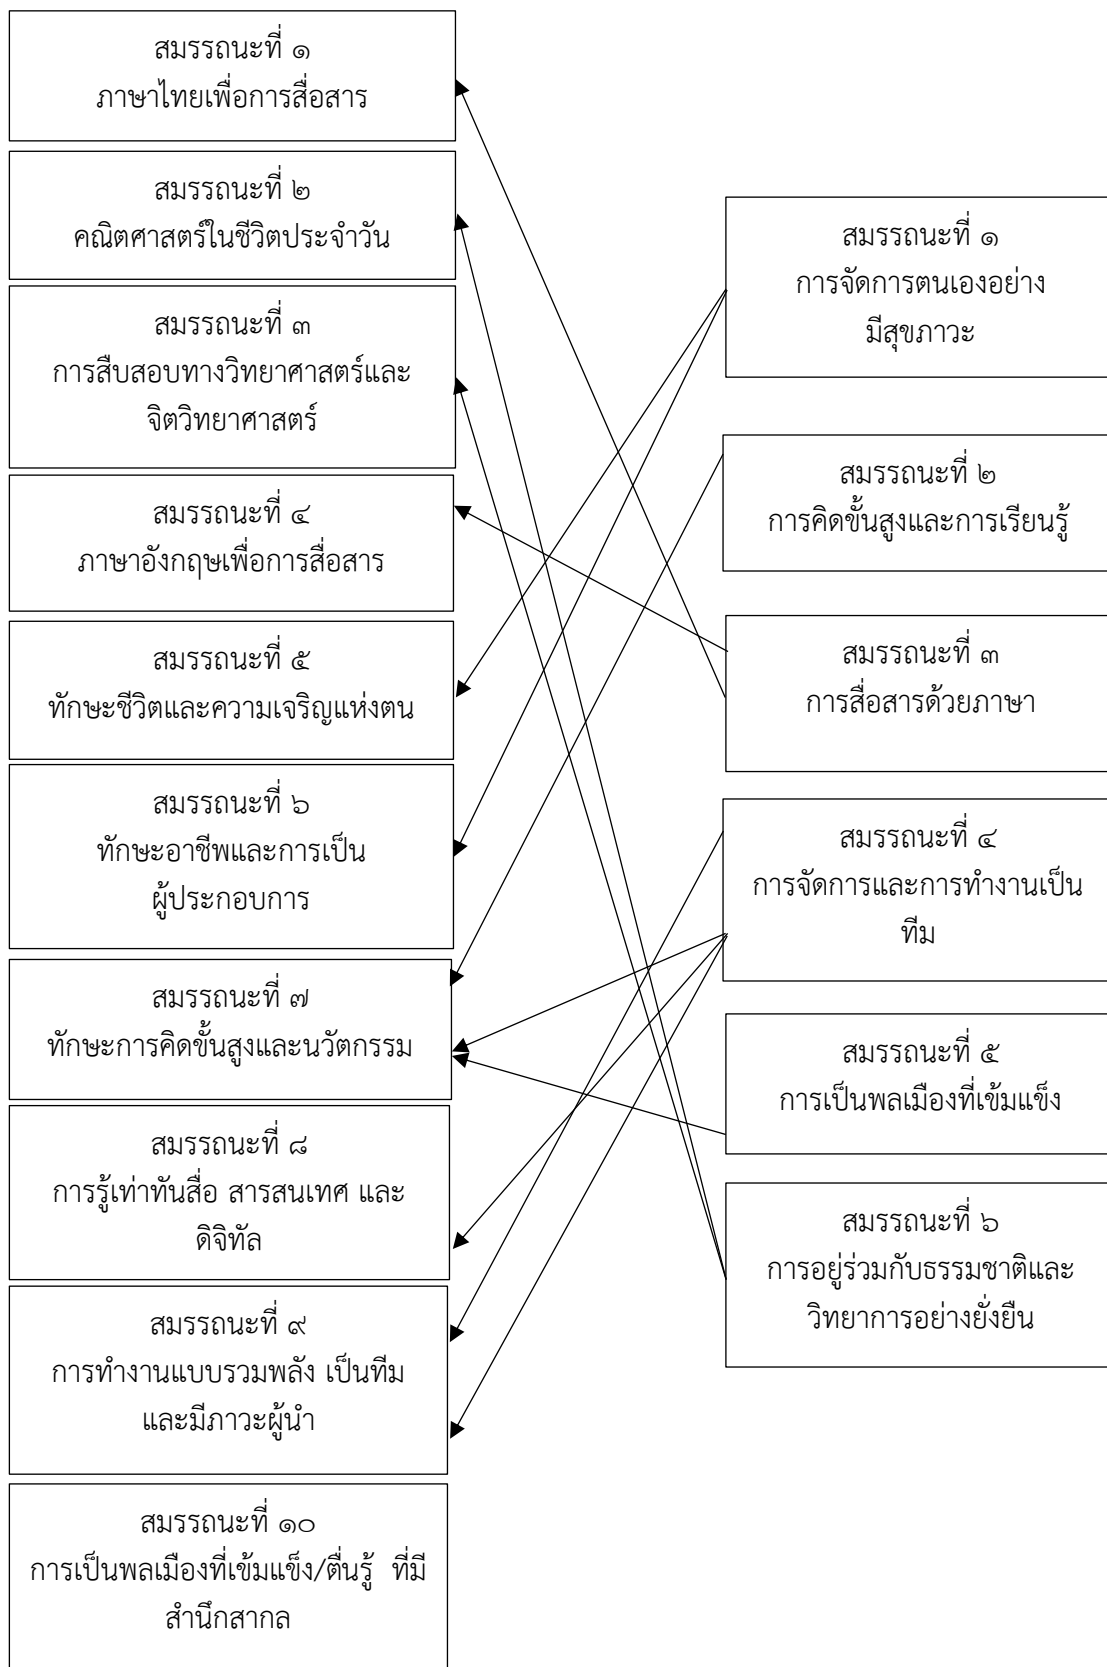 สมรรถนะที่ ๑
ภาษาไทยเพื่อการสื่อสาร
สมรรถนะที่ ๒
คณิตศาสตร์ในชีวิตประจำวัน
สมรรถนะที่ ๓
การสืบสอบทางวิทยาศาสตร์และ
จิตวิทยาศาสตร์
สมรรถนะที่ ๔
ภาษาอังกฤษเพื่อการสื่อสาร
สมรรถนะที่ ๕
ทักษะชีวิตและความเจริญแห่งตน
สมรรถนะที่ ๖
ทักษะอาชีพและการเป็น
ผู้ประกอบการ
สมรรถนะที่ ๗
ทักษะการคิดขั้นสูงและนวัตกรรม
สมรรถนะที่ ๘
การรู้เท่าทันสื่อ สารสนเทศ และ
ดิจิทัล
สมรรถนะที่ ๙
การทำงานแบบรวมพลัง เป็นทีม
และมีภาวะผู้นำ
สมรรถนะที่ ๑๐
การเป็นพลเมืองที่เข้มแข็ง/ตื่นรู้ ที่มี
สำนึกสากล
สมรรถนะที่ ๑
การจัดการตนเองอย่าง
มีสุขภาวะ
สมรรถนะที่ ๒
การคิดขั้นสูงและการเรียนรู้
สมรรถนะที่ ๓
การสื่อสารด้วยภาษา
สมรรถนะที่ ๔
การจัดการและการทำงานเป็น
ทีม
สมรรถนะที่ ๕
การเป็นพลเมืองที่เข้มแข็ง
สมรรถนะที่ ๖
การอยู่ร่วมกับธรรมชาติและ
วิทยาการอย่างยั่งยืน